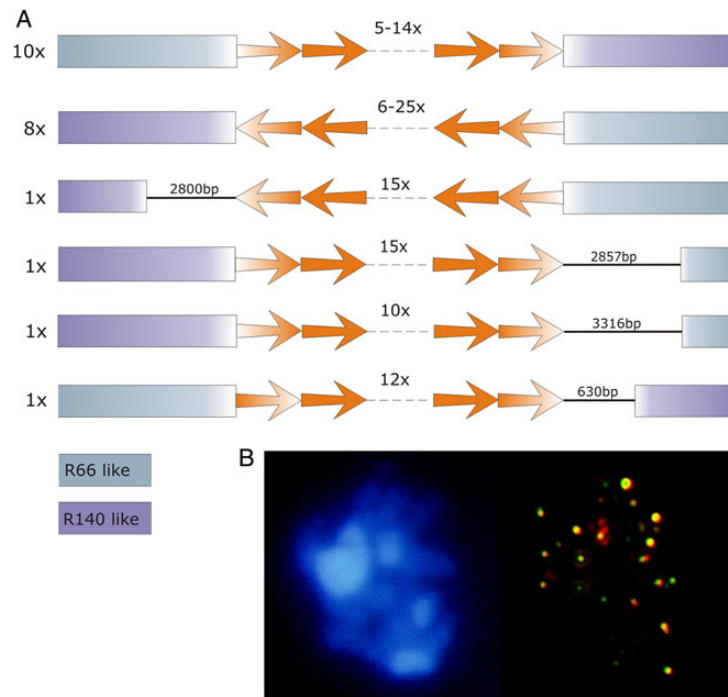 A
10x
5-14x
8x
6-25x
1x
2800bp
15x
1x
15x
2857bp
1x
10x
3316bp
1x
12x
630bp
R66 like
R140 like
B